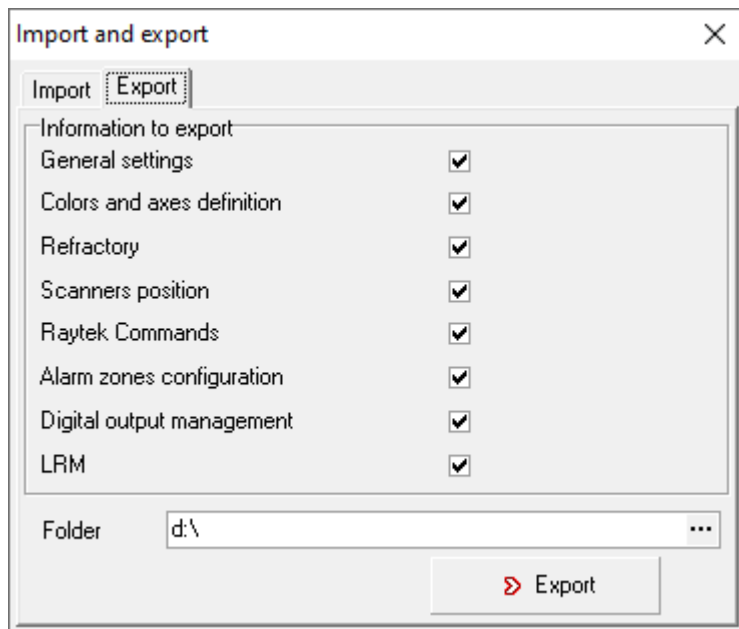 Import and export
Import Export
Information to export
General settings
Colors and axes definition
Refractory
Scanners position
Raytek Commands
Alarm zones configuration
Digital output management
LRM
Folder d:\ ...
Export